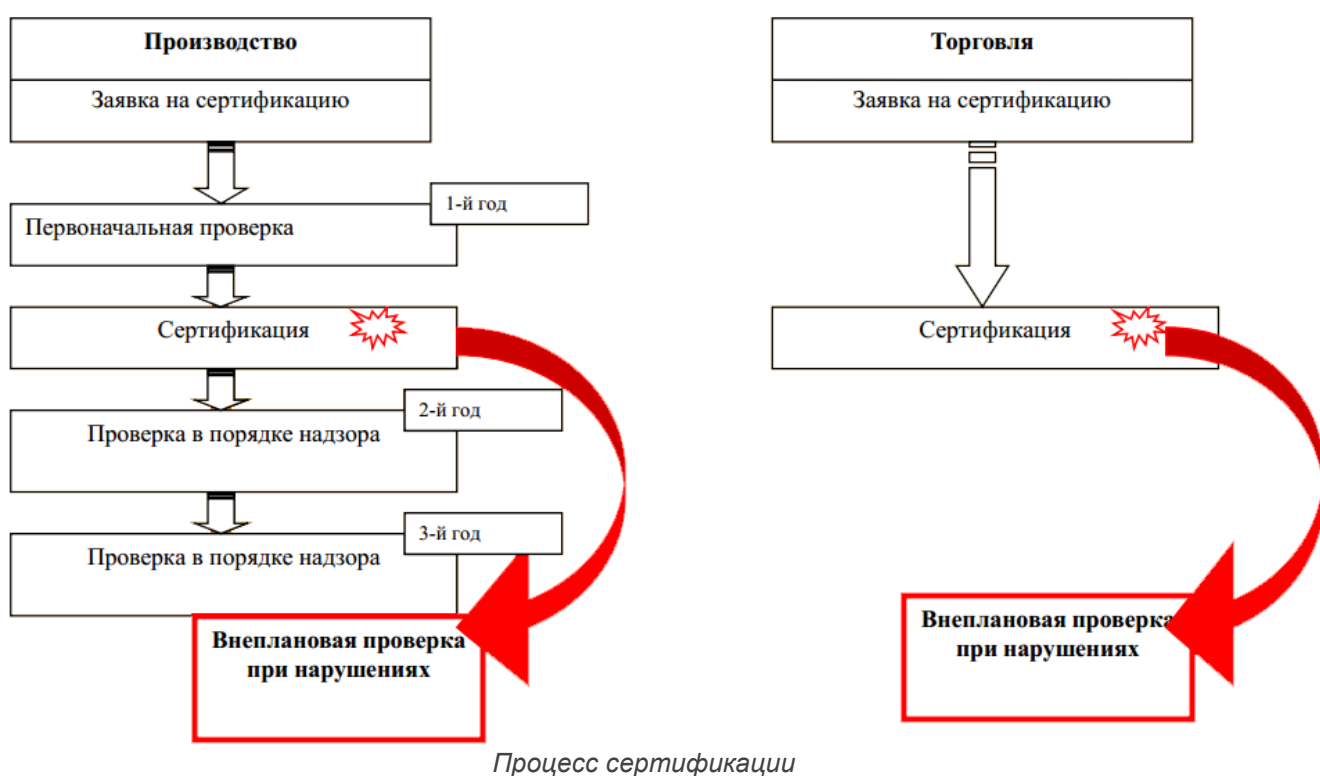 Производство
Заявка на сертификацию
1-й год
Первоначальная проверка
Сертификация
2-й год
Проверка в порядке надзора
3-й год
Проверка в порядке надзора
Внеплановая проверка
при нарушениях
Торговля
Заявка на сертификацию
Сертификация
Внеплановая проверка
при нарушениях
Процесс сертификации